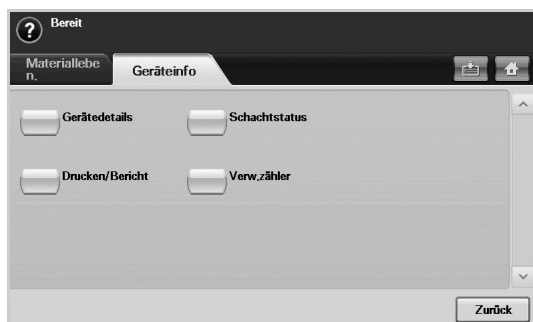 Bereit
Materiallebe
n.
Geräteinfo
Gerätedetails
Schachtstatus
Drucken/Bericht
Verw.zähler
Zurück